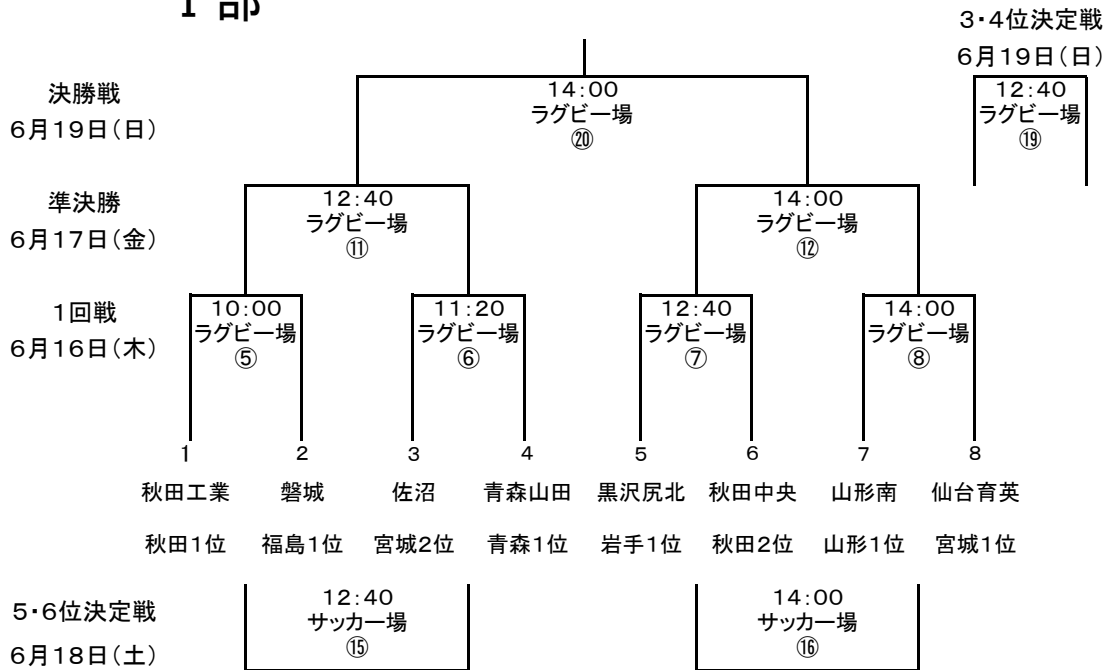 Ⅰ部
3・4位決定戦
6月19日(日)
決勝戦
6月19日(日)
14:00
ラグビー場
⑳
12:40
ラグビー場
⑲
準決勝
6月17日(金)
12:40
ラグビー場
⑪
14:00
ラグビー場
⑫
1回戦
6月16日(木)
10:00
ラグビー場
⑤
11:20
ラグビー場
⑥
12:40
ラグビー場
⑦
14:00
ラグビー場
⑧
1 2 3 4 5 6 7 8
秋田工業 磐城 佐沼 青森山田 黒沢尻北 秋田中央 山形南 仙台育英
秋田1位 福島1位 宮城2位 青森1位 岩手1位 秋田2位 山形1位 宮城1位
5・6位決定戦
6月18日(土)
12:40
サッカー場
⑮
14:00
サッカー場
⑯